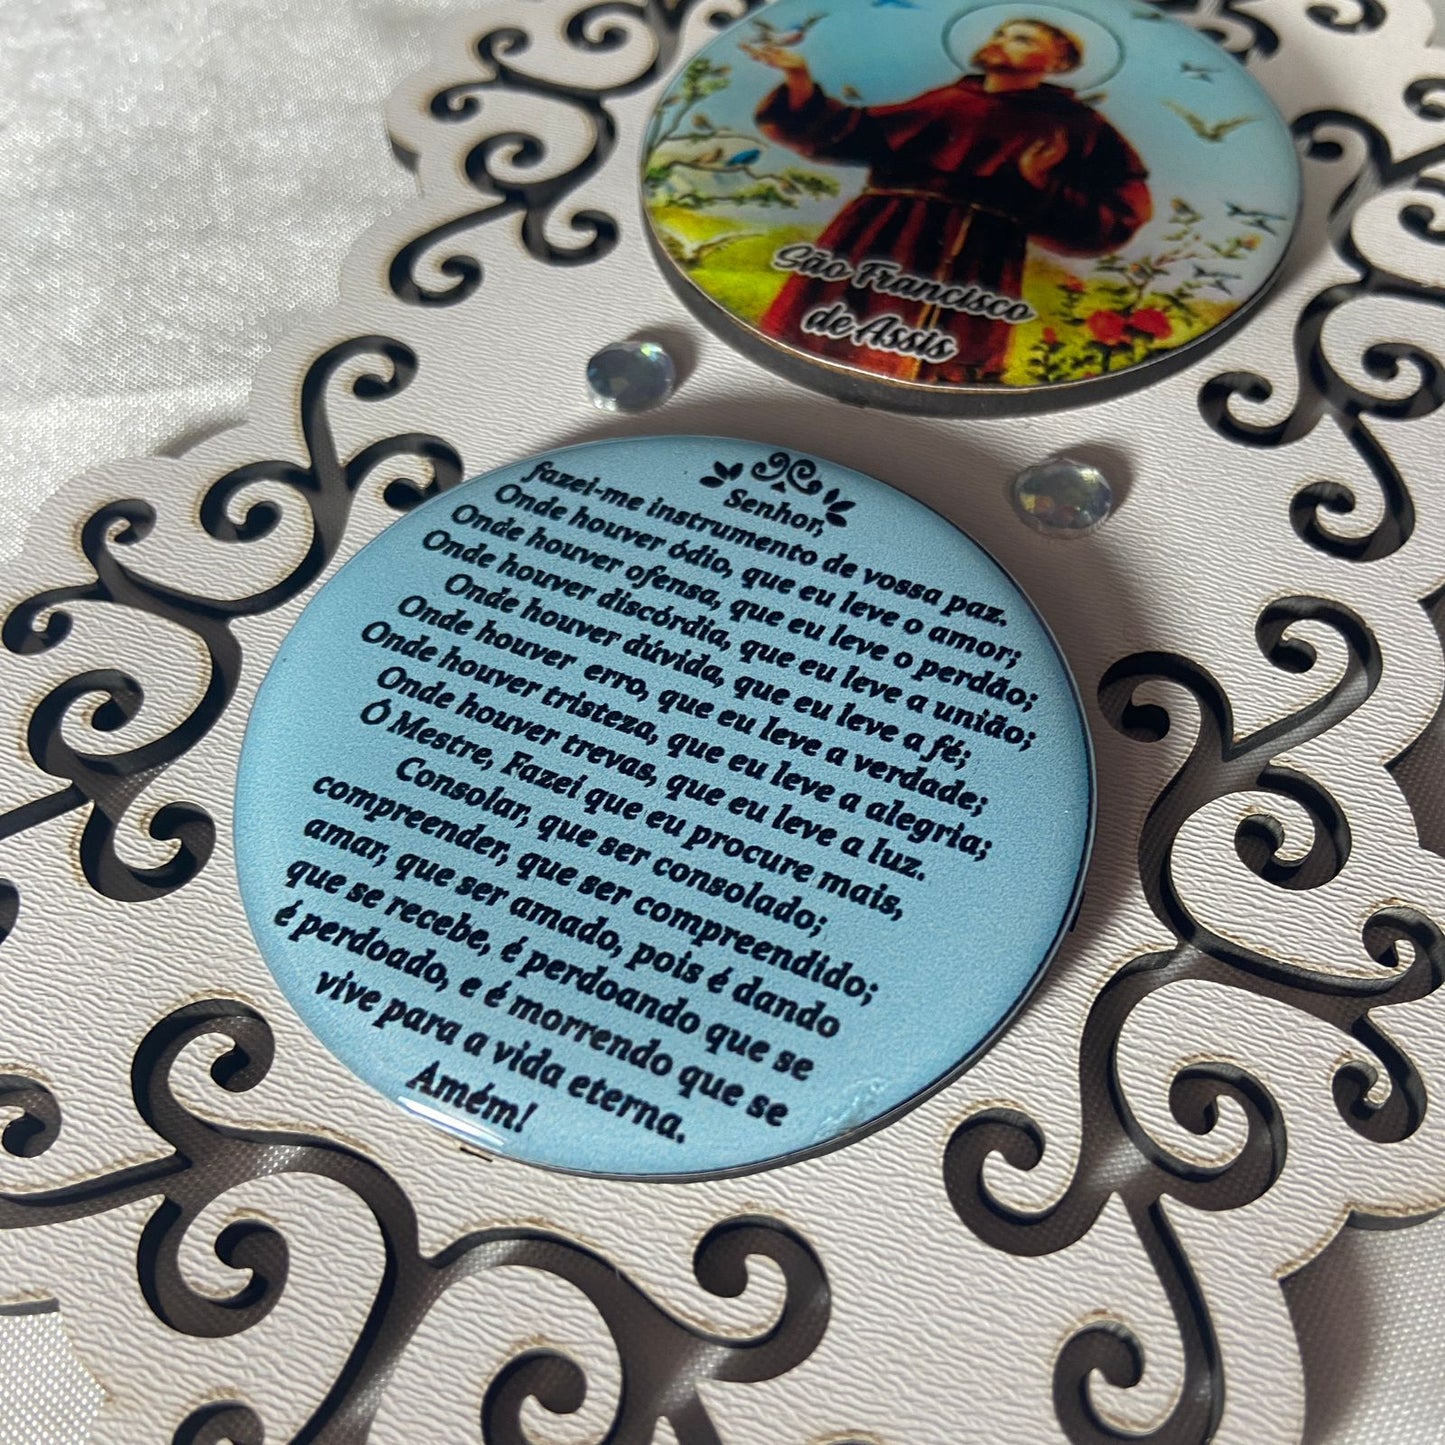 São Francisco
de Assis
Senhor,
fazei-me instrumento de vossa paz.
Onde houver ódio, que eu leve o amor;
Onde houver ofensa, que eu leve o perdão;
Onde houver discórdia, que eu leve a união;
Onde houver dúvida, que eu leve a fé;
Onde houver erro, que eu leve a verdade;
Onde houver tristeza, que eu leve a alegria;
Onde houver trevas, que eu leve a luz.
Ó Mestre, Fazei que eu procure mais,
Consolar, que ser consolado;
compreender, que ser compreendido;
amar, que ser amado, pois é dando
que se recebe, é perdoando que se
é perdoado, e é morrendo que se
vive para a vida eterna.
Amém!